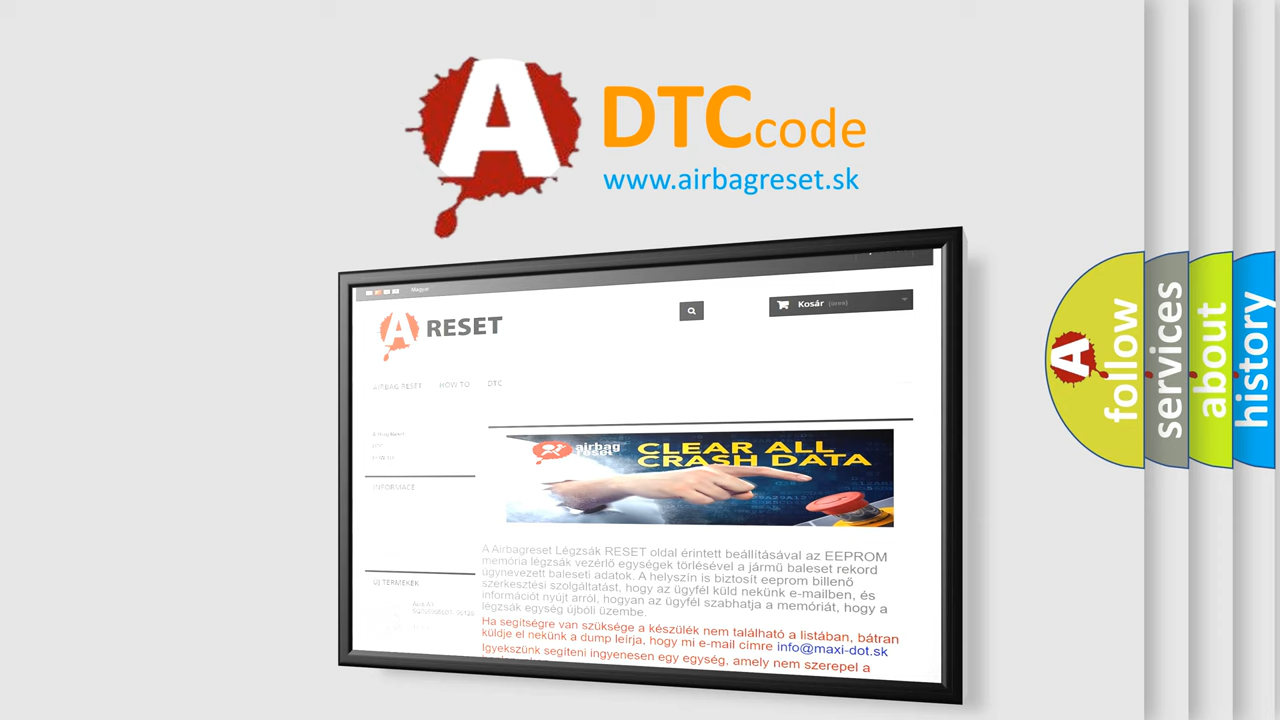 A DTCcode
www.airbagreset.sk
Magyar
A RESET
Kosár (üres)
AIRBAG RESET HOW TO DTC
INFORMACE
airbag
reset
CLEAR ALL
CRASH DATA
A Airbagreset Légzsák RESET oldal érintett beállításával az EEPROM
memória légzsák vezérlő egységek törlésével a jármű baleset rekord
úgynevezett baleseti adatok. A helyszín is biztosít eeprom billenő
szerkesztési szolgáltatást, hogy az ügyfél küld nekünk e-mailben, és
információt nyújt arról, hogyan az ügyfél szabhatja a memóriát, hogy a
légzsák egység újbóli üzembe.
Ha segítségre van szüksége a készülék nem található a listában, bátran
küldje el nekünk a dump leírja, hogy mi e-mail címre info@maxi-dot.sk
Igyekszünk segíteni ingyenesen egy egység, amely nem szerepel a
ÚJ TERMÉKEK
A follow
services
about
history